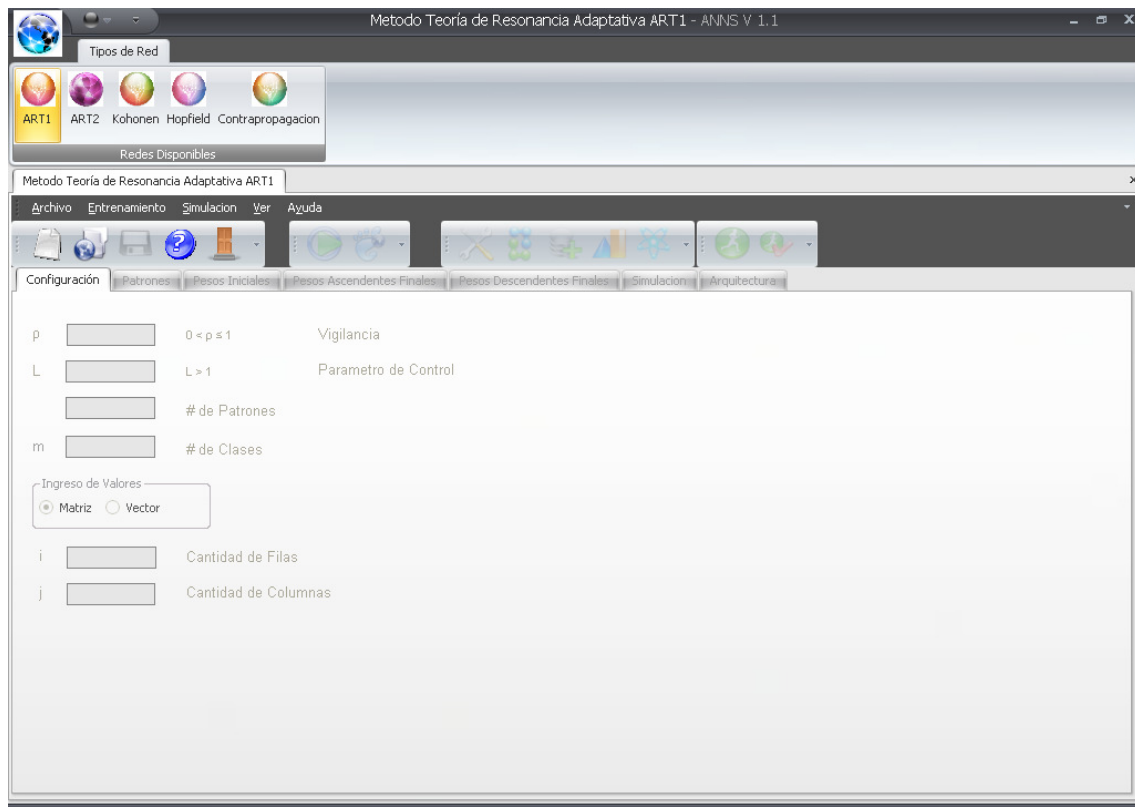 Metodo Teoría de Resonancia Adaptativa ART1 - ANNS V 1.1
Tipos de Red
ART1 ART2 Kohonen Hopfield Contrapropagacion
Redes Disponibles
Metodo Teoría de Resonancia Adaptativa ART1
Archivo Entrenamiento Simulacion Ver Ayuda
Configuración Patrones Pesos Iniciales Pesos Ascendentes Finales Pesos Descendentes Finales Simulacion Arquitectura
ρ 0 < ρ ≤ 1 Vigilancia
L L > 1 Parametro de Control
# de Patrones
m # de Clases
Ingreso de Valores
Matriz Vector
i Cantidad de Filas
j Cantidad de Columnas